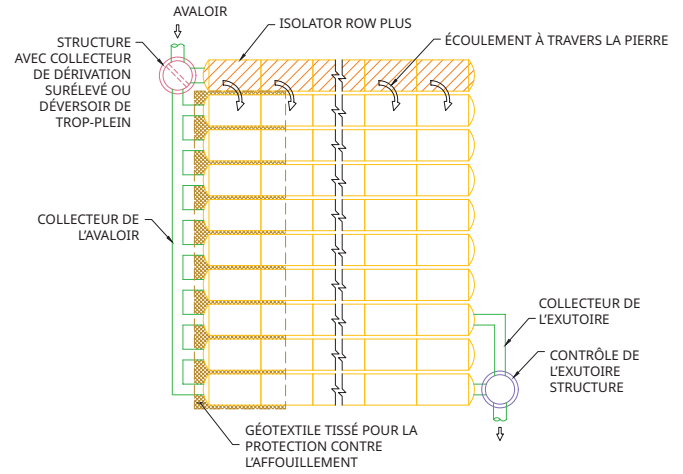 AVALOIR
ISOLATOR ROW PLUS
ÉCOULEMENT À TRAVERS LA PIERRE
STRUCTURE
AVEC COLLECTEUR
DE DÉRIVATION
SURÉLEVÉ OU
DÉVERSOIR DE
TROP-PLEIN
COLLECTEUR DE
L'AVALOIR
COLLECTEUR DE
L'EXUTOIRE
CONTRÔLE DE
L'EXUTOIRE
STRUCTURE
GÉOTEXTILE TISSÉ POUR LA
PROTECTION CONTRE
L'AFFOUILLEMENT